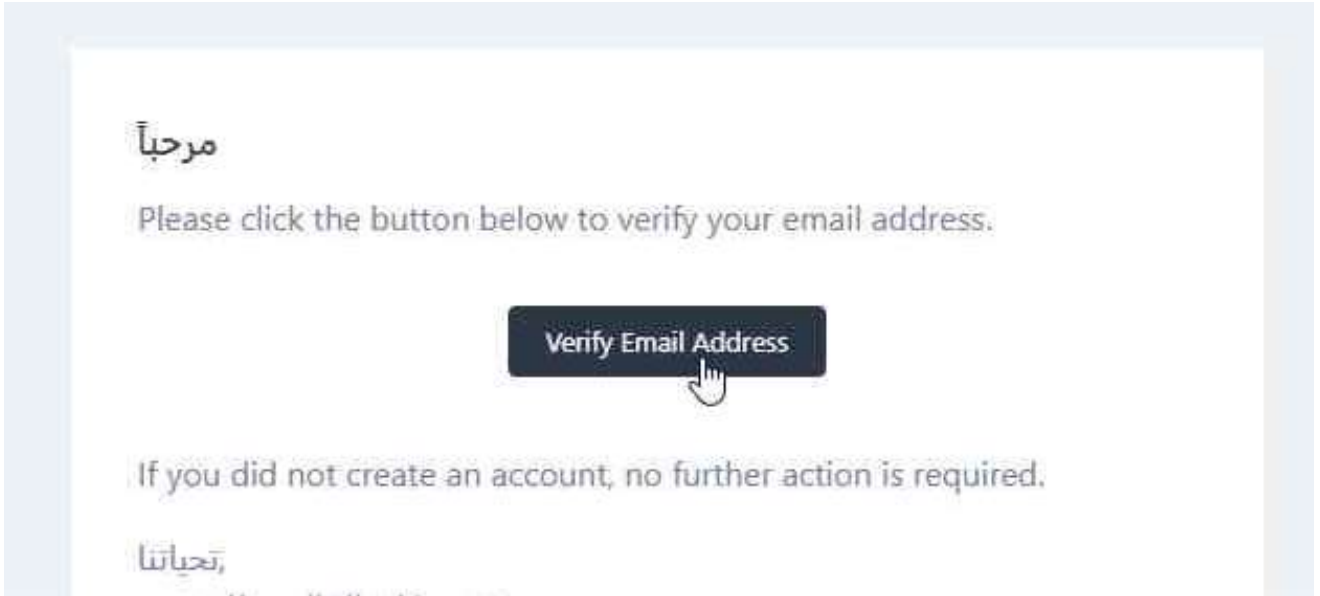 مرحباً
Please click the button below to verify your email address.
Verify Email Address
If you did not create an account, no further action is required.
تحياتنا,